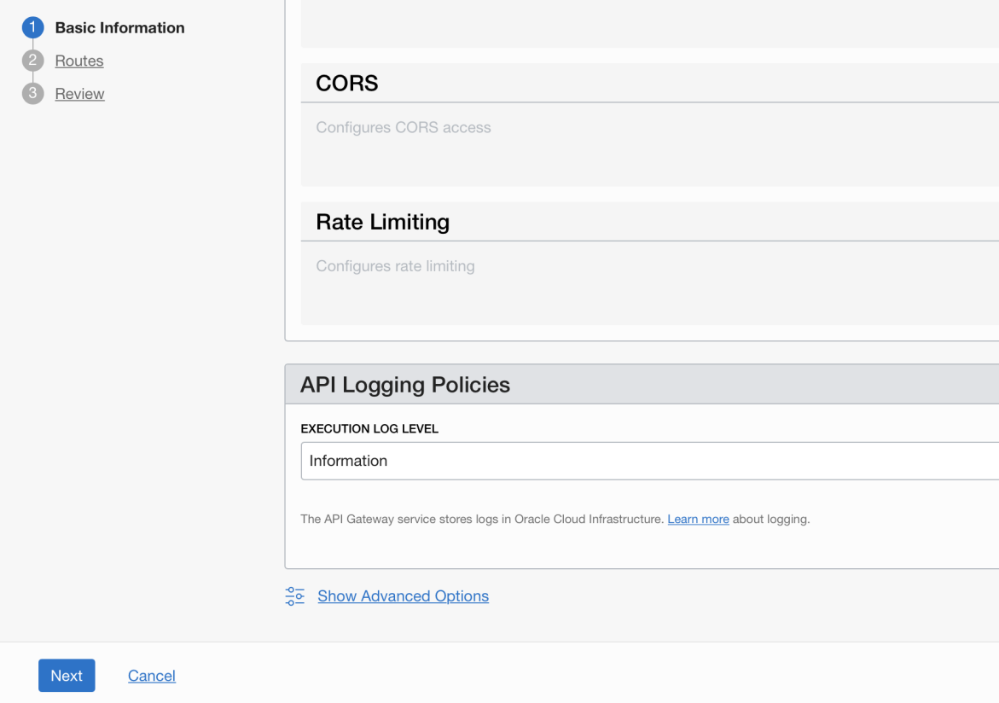 1 Basic Information
2 Routes
3 Review
CORS
Configures CORS access
Rate Limiting
Configures rate limiting
API Logging Policies
EXECUTION LOG LEVEL
Information
The API Gateway service stores logs in Oracle Cloud Infrastructure. Learn more about logging.
Show Advanced Options
Next Cancel